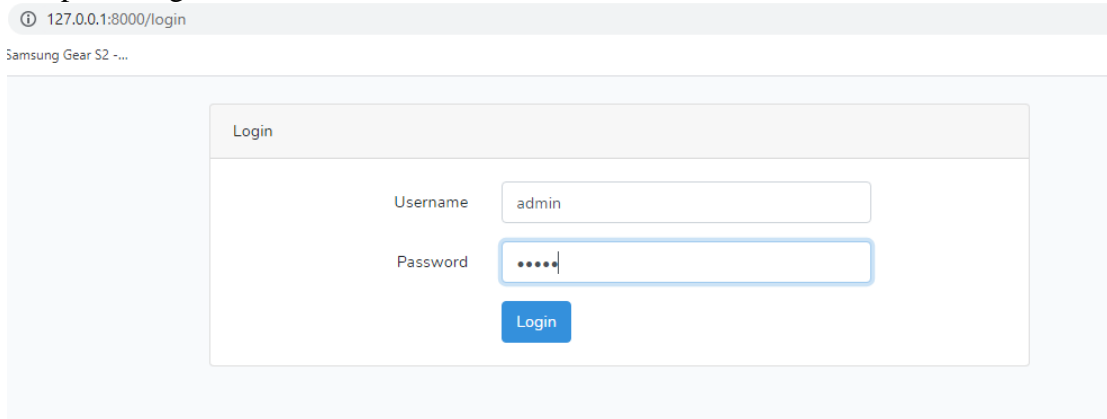 127.0.0.1:8000/login
Samsung Gear S2 -...
Login
Username admin
Password •••••
Login